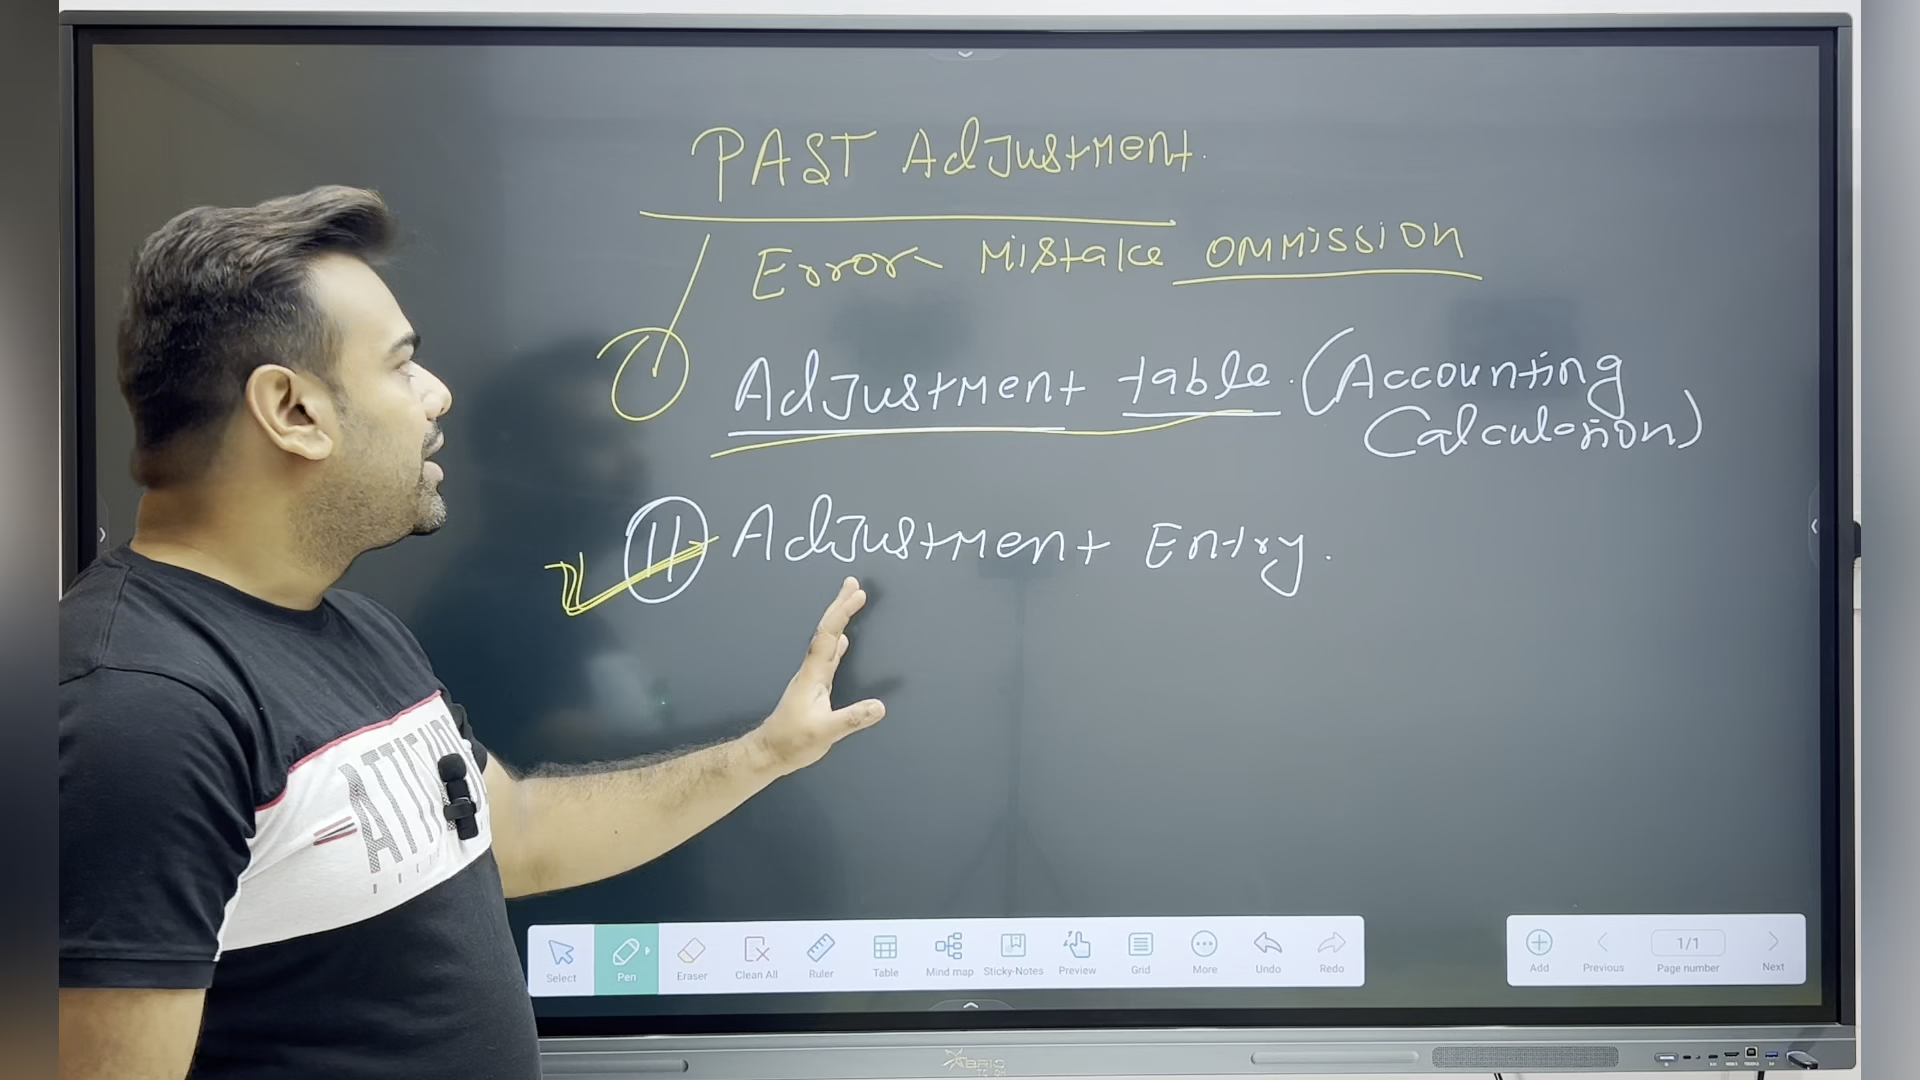 PAST AdJustMent.
Error Mistake OMMISSION
I
AdJustMent table. (Accounting
Calculation)
II AdJustMent Entry.
ATTITUDE
Select
Pen
Eraser
Clean All
Ruler
Table
Mind map
Sticky-Notes
Preview
Grid
More
Undo
Redo
Add
Previous
1/1
Page number
Next